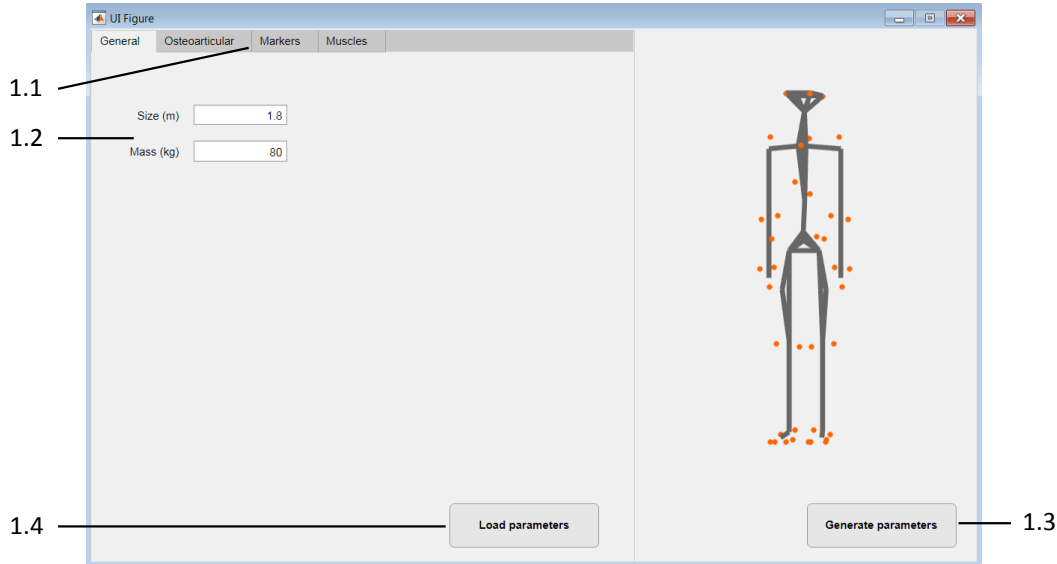 UI Figure
General Osteoarticular Markers Muscles
1.1
Size (m) 1.8
1.2
Mass (kg) 80
1.4
Load parameters
Generate parameters
1.3